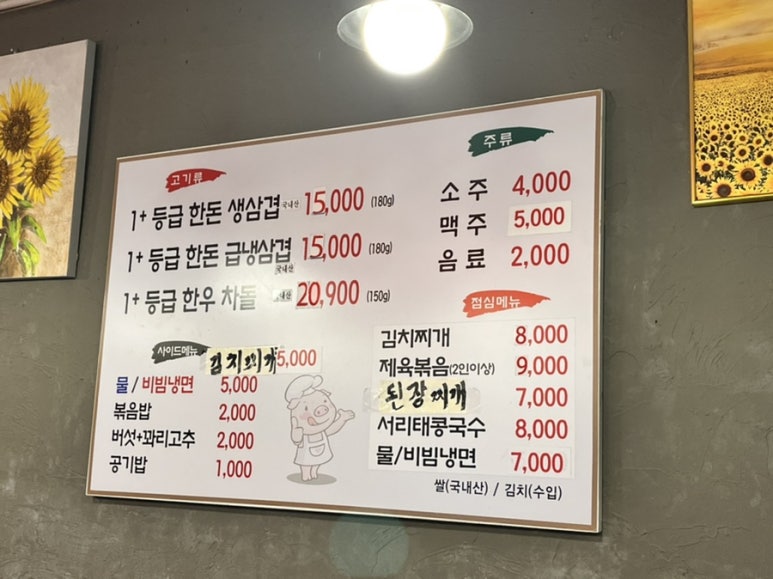 고기류
1+ 등급 한돈 생삼겹 국내산 15,000 (180g)
1+ 등급 한돈 급냉삼겹 국내산 15,000 (180g)
1+ 등급 한우 차돌 국내산 20,900 (150g)
사이드메뉴
김치찌개 5,000
물 / 비빔냉면 5,000
볶음밥 2,000
버섯+꽈리고추 2,000
공기밥 1,000
주류
소주 4,000
맥주 5,000
음료 2,000
점심메뉴
김치찌개 8,000
제육볶음(2인이상) 9,000
된장찌개 7,000
서리태콩국수 8,000
물/비빔냉면 7,000
쌀(국내산) / 김치(수입)